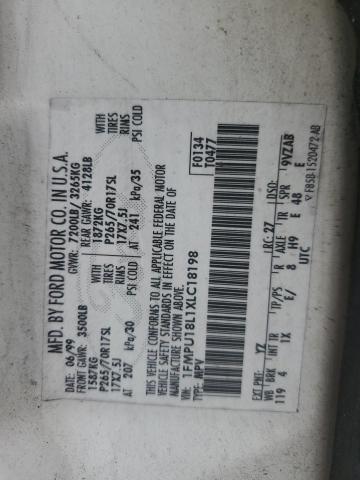 MFD. BY FORD MOTOR CO. IN U.S.A.
DATE: 06/99 GVWR: 7200LB/ 3265KG
FRONT GAWR: 3500LB REAR GAWR: 4128LB
1587KG 1872KG
P265/70R17SL TIRES P265/70R17SL TIRES
17X7.5J RIMS 17X7.5J RIMS
AT 207 kPa/30 PSI COLD AT 241 kPa/35 PSI COLD
THIS VEHICLE CONFORMS TO ALL APPLICABLE FEDERAL MOTOR
VEHICLE SAFETY STANDARDS IN EFFECT ON THE DATE OF
MANUFACTURE SHOWN ABOVE.
VIN: 1FMPU18L1XLC18198
TYPE: MPV
F0134
T0477
EXT PNT: YZ LRC: 27 DSO:
WB BRK INT TR TP/PS R AXLE TR SPR 9VZAB
119 4 1X E/ 8 H9 E 48 E
UTC
F85B-1520472-AB